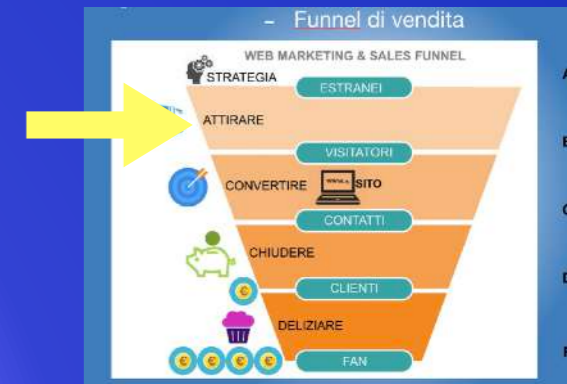 - Funnel di vendita
WEB MARKETING & SALES FUNNEL
STRATEGIA
ESTRANEI
ATTIRARE
VISITATORI
CONVERTIRE
SITO
CONTATTI
CHIUDERE
CLIENTI
€
DELIZIARE
€ € € €
FAN